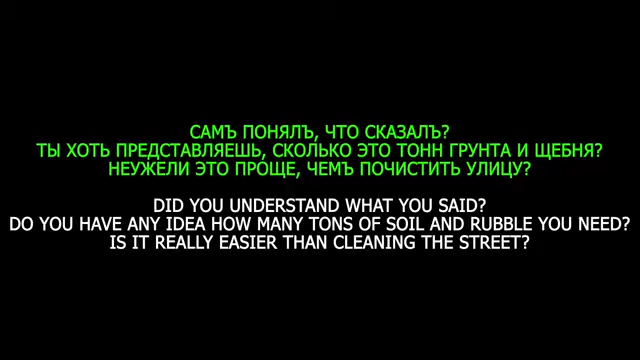 САМЪ ПОНЯЛЪ, ЧТО СКАЗАЛЪ?
ТЫ ХОТЬ ПРЕДСТАВЛЯЕШЬ, СКОЛЬКО ЭТО ТОНН ГРУНТА И ЩЕБНЯ?
НЕУЖЕЛИ ЭТО ПРОЩЕ, ЧЕМЪ ПОЧИСТИТЬ УЛИЦУ?
DID YOU UNDERSTAND WHAT YOU SAID?
DO YOU HAVE ANY IDEA HOW MANY TONS OF SOIL AND RUBBLE YOU NEED?
IS IT REALLY EASIER THAN CLEANING THE STREET?